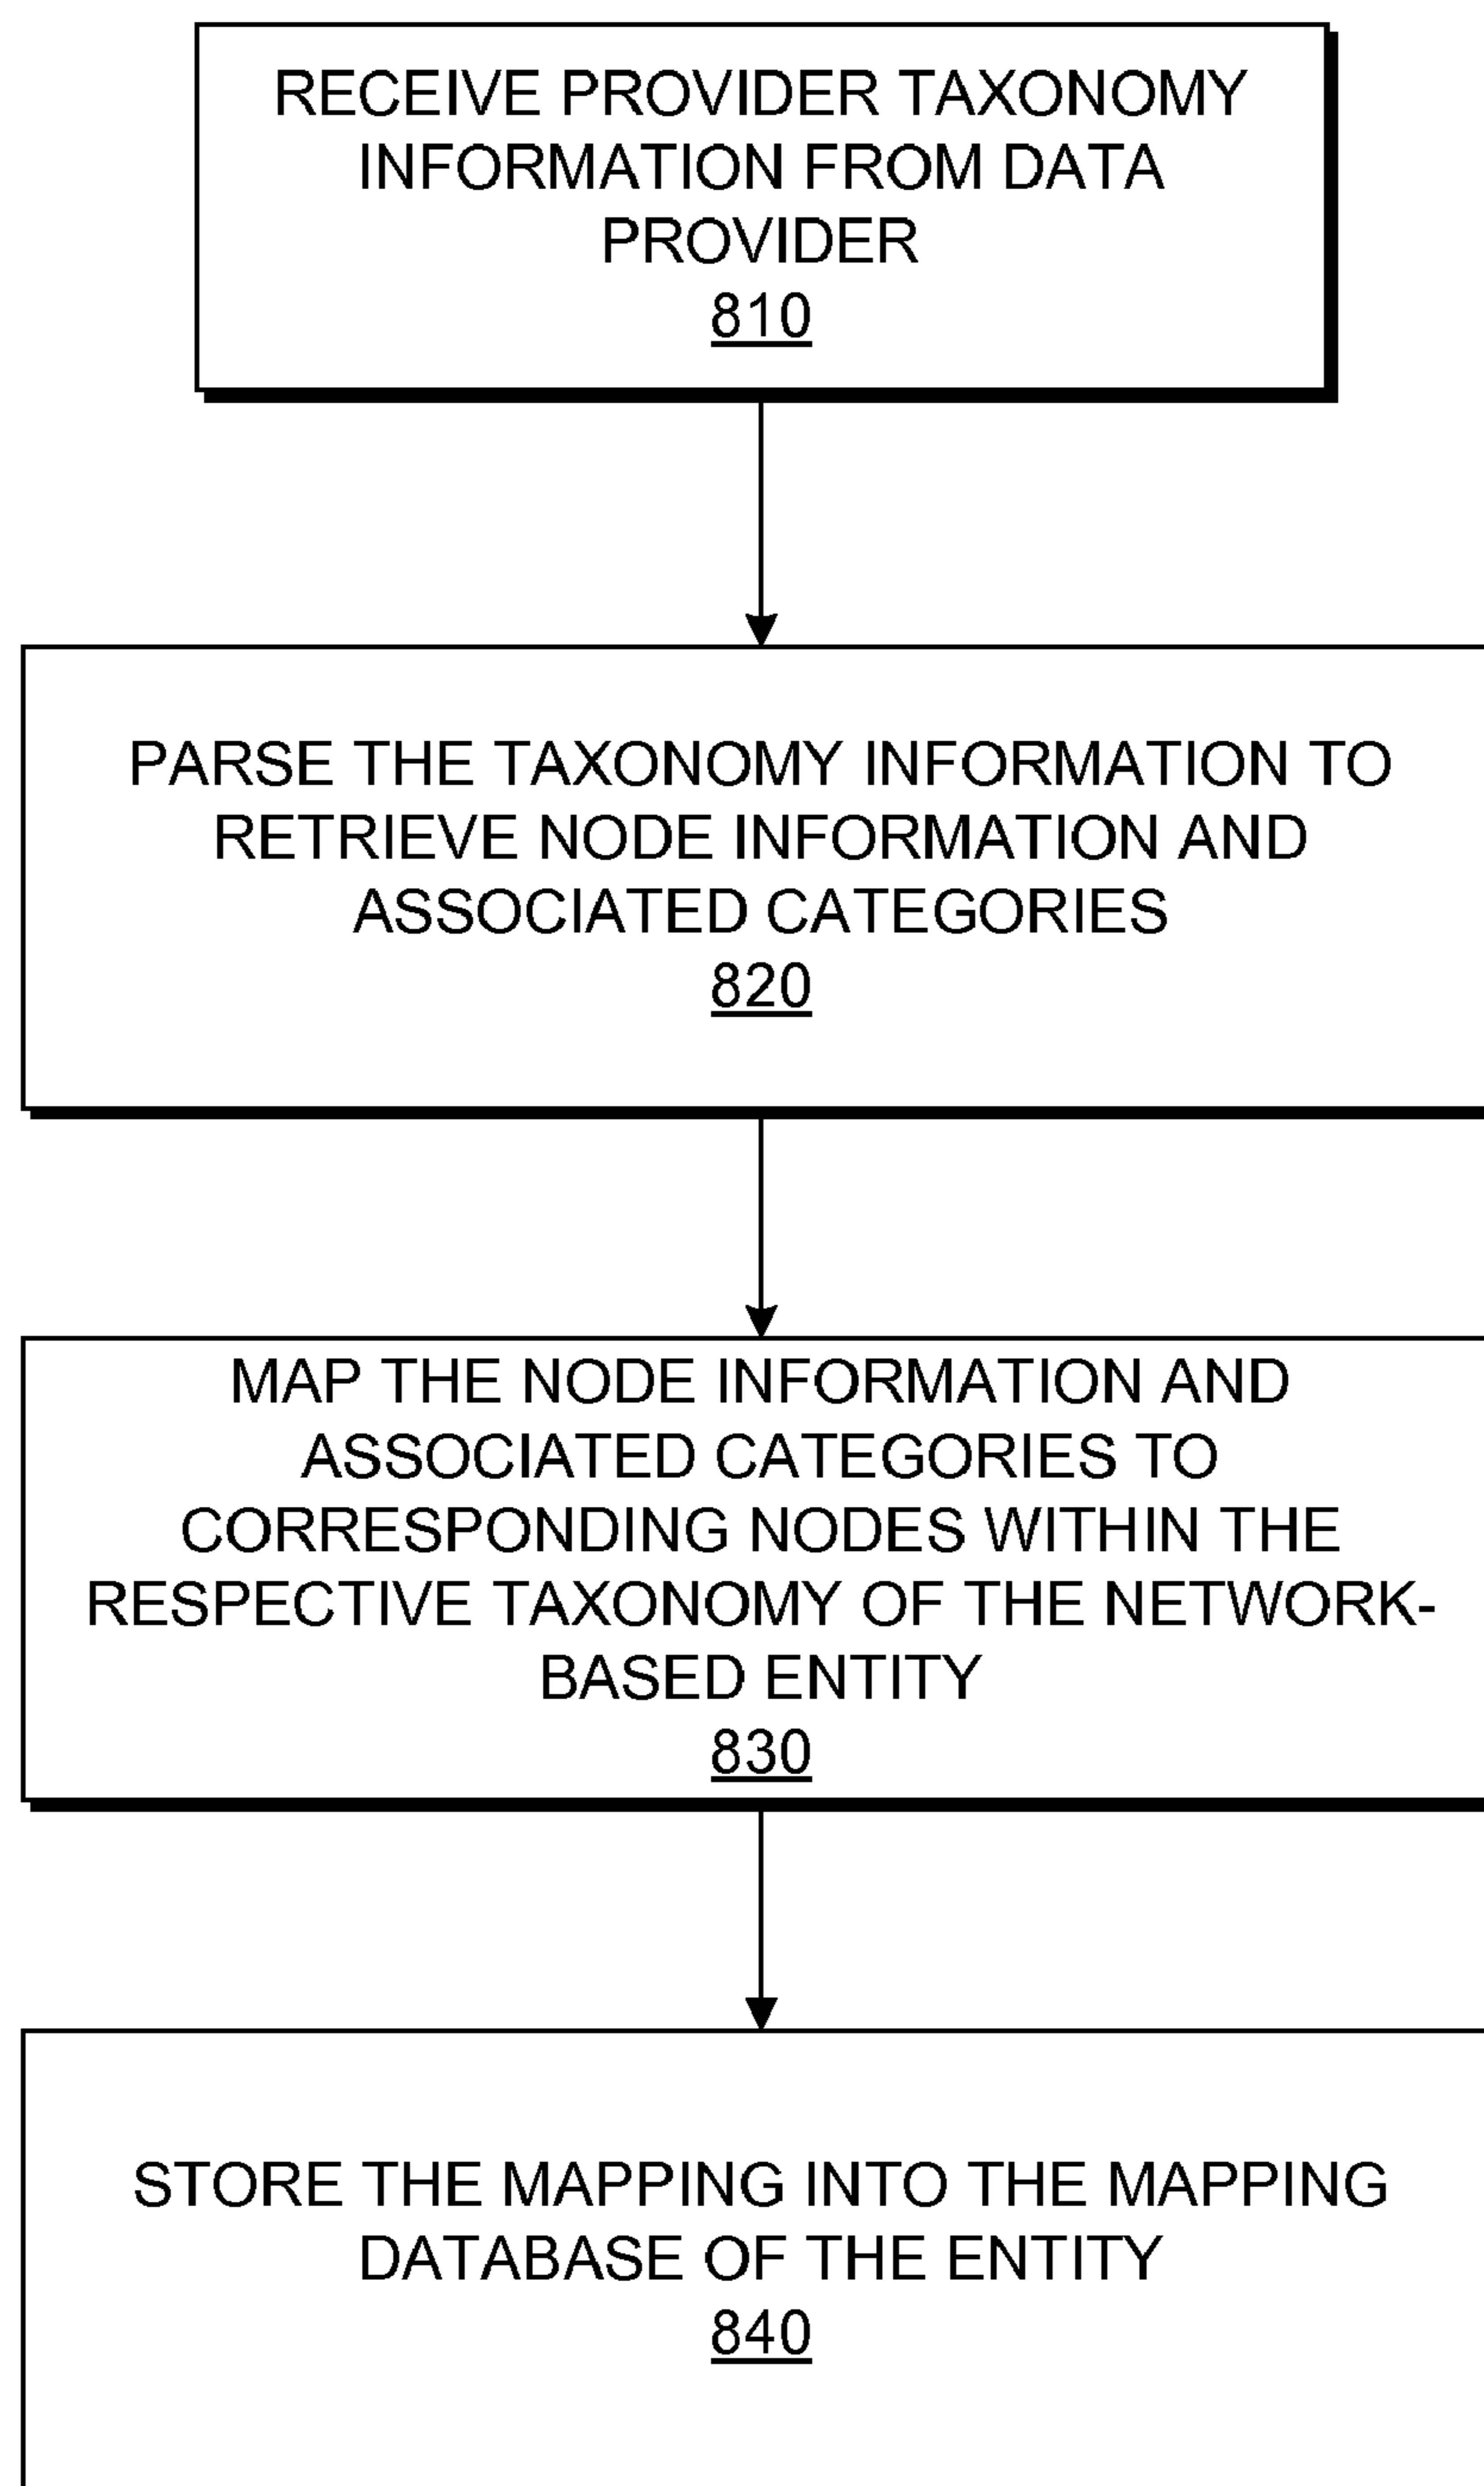 RECEIVE PROVIDER TAXONOMY
INFORMATION FROM DATA
PROVIDER
810
PARSE THE TAXONOMY INFORMATION TO
RETRIEVE NODE INFORMATION AND
ASSOCIATED CATEGORIES
820
MAP THE NODE INFORMATION AND
ASSOCIATED CATEGORIES TO
CORRESPONDING NODES WITHIN THE
RESPECTIVE TAXONOMY OF THE NETWORK-
BASED ENTITY
830
STORE THE MAPPING INTO THE MAPPING
DATABASE OF THE ENTITY
840